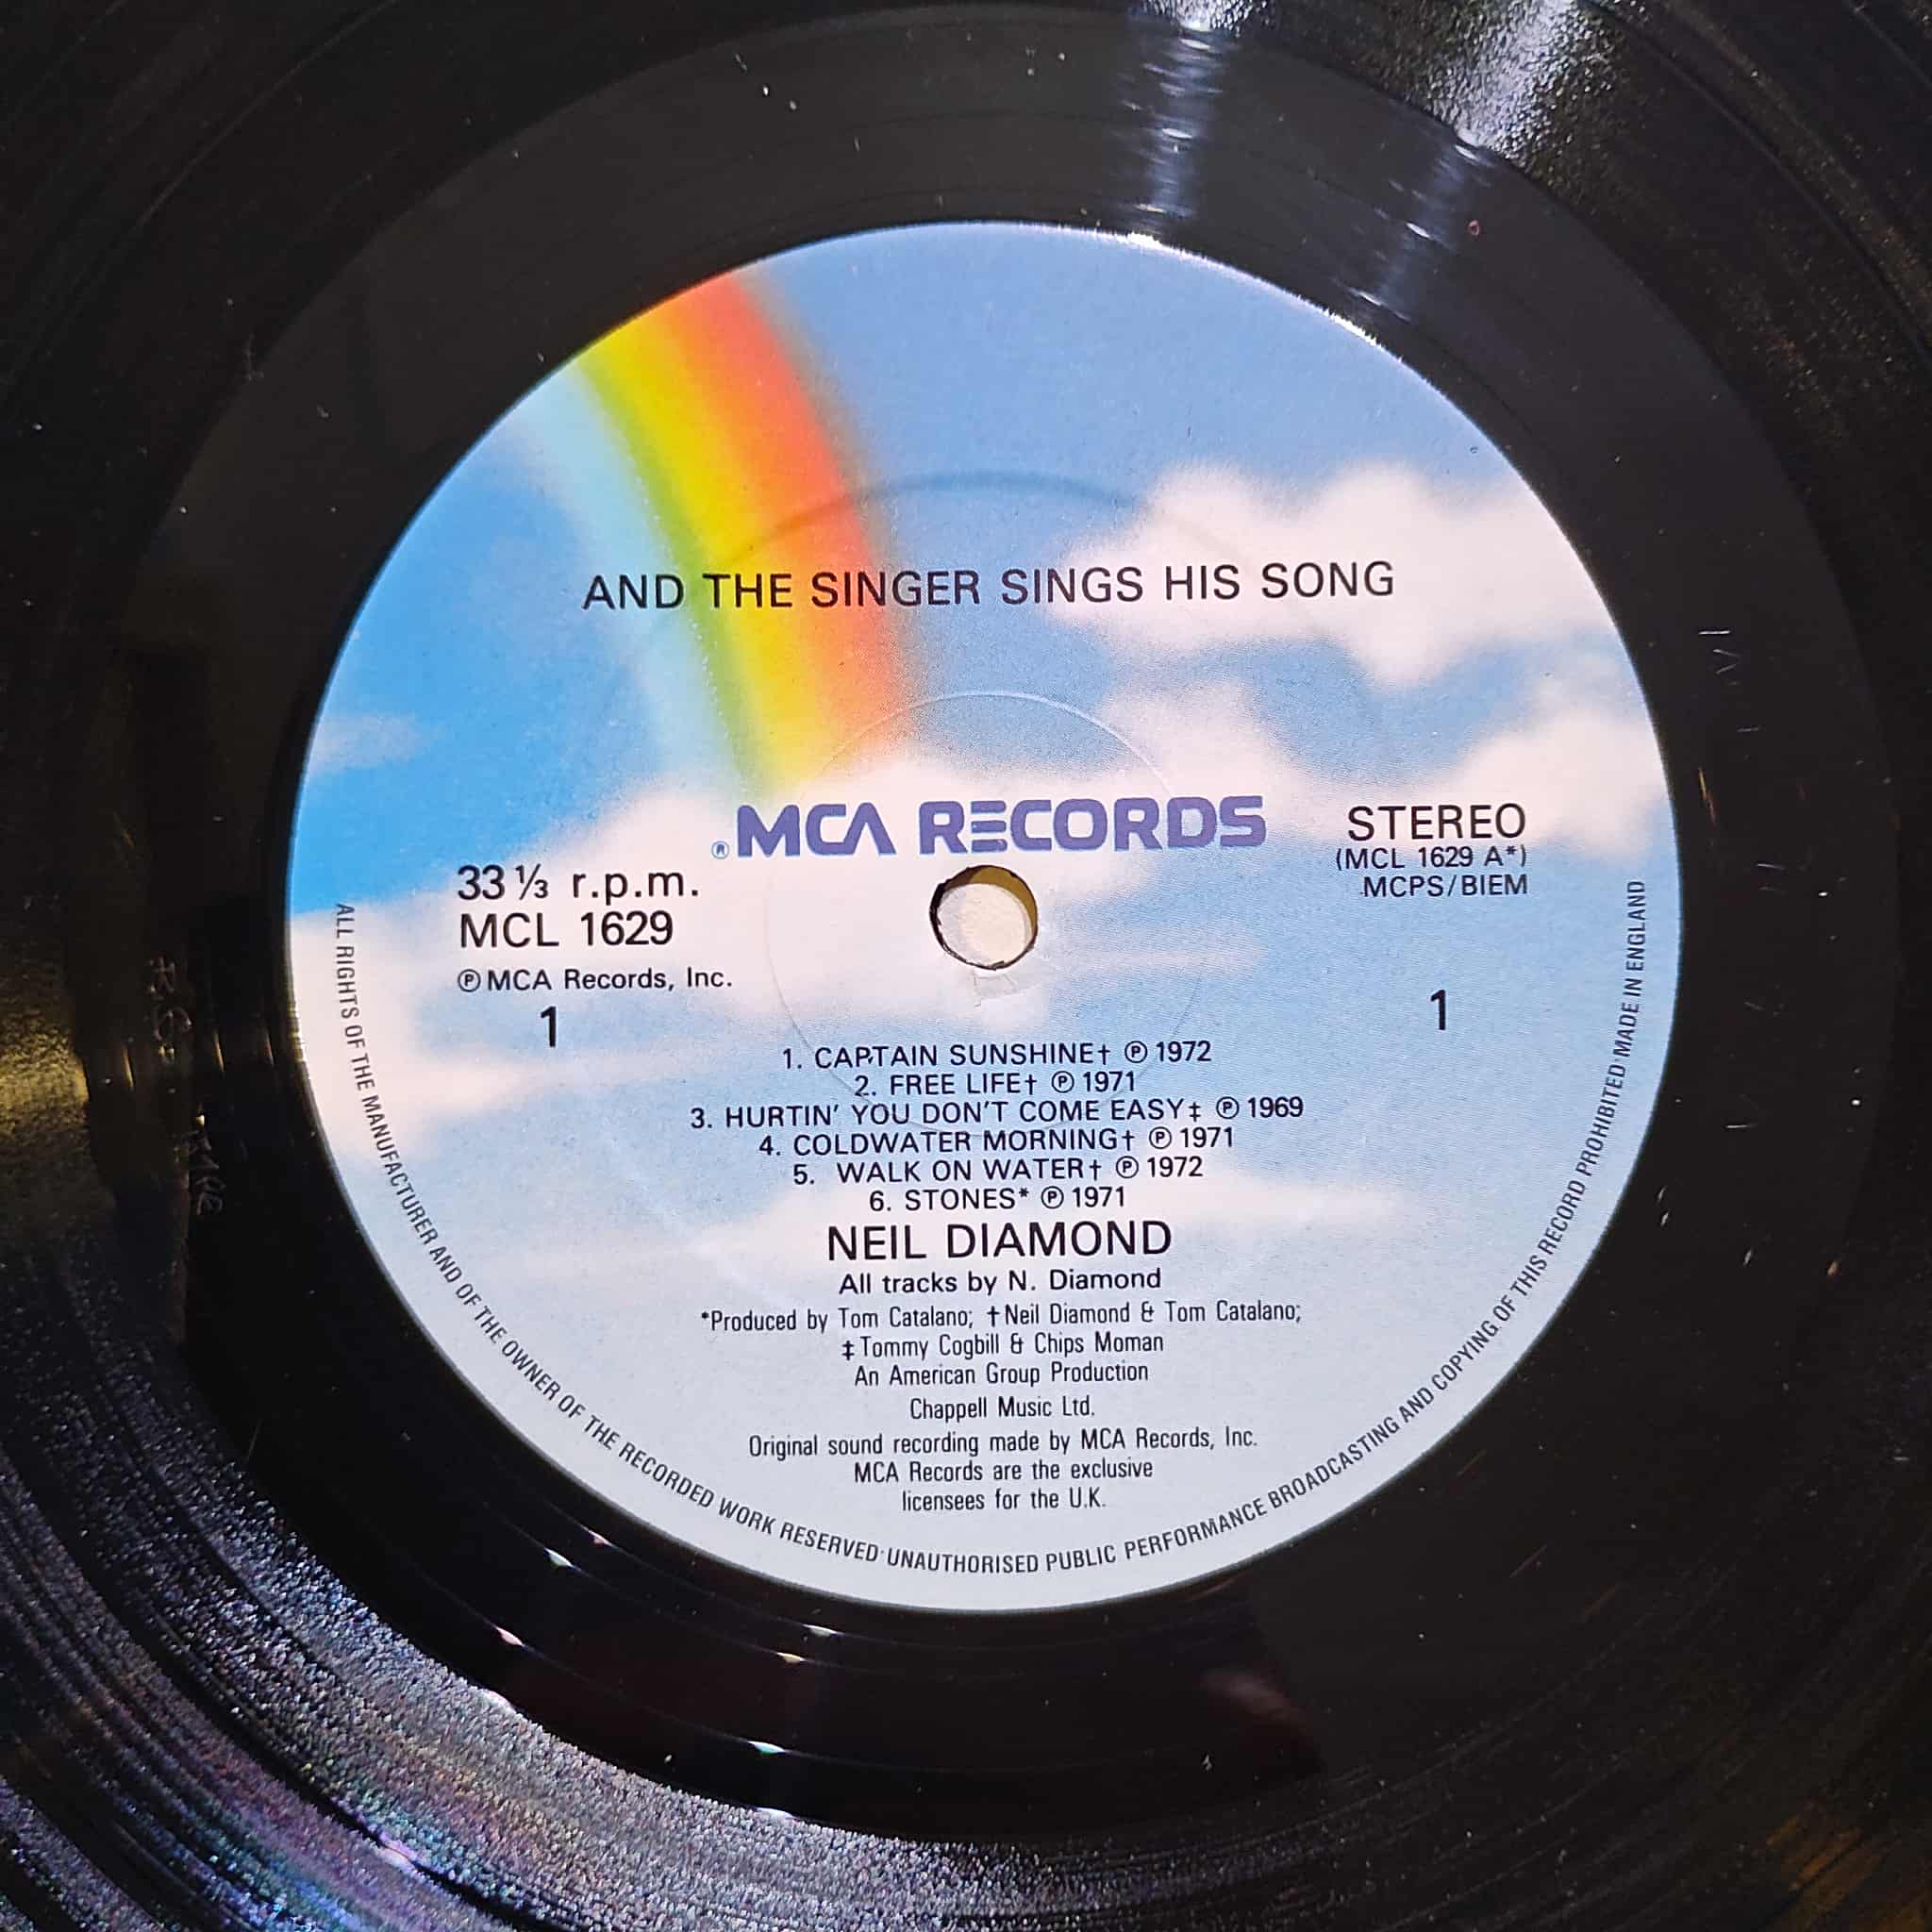 AND THE SINGER SINGS HIS SONG
®MCA RECORDS
33⅓ r.p.m.
MCL 1629
℗ MCA Records, Inc.
1
STEREO
(MCL 1629 A*)
MCPS/BIEM
1
1. CAPTAIN SUNSHINE† ℗ 1972
2. FREE LIFE† ℗ 1971
3. HURTIN' YOU DON'T COME EASY‡ ℗ 1969
4. COLDWATER MORNING† ℗ 1971
5. WALK ON WATER† ℗ 1972
6. STONES* ℗ 1971
NEIL DIAMOND
All tracks by N. Diamond
*Produced by Tom Catalano; †Neil Diamond & Tom Catalano;
‡Tommy Cogbill & Chips Moman
An American Group Production
Chappell Music Ltd.
Original sound recording made by MCA Records, Inc.
MCA Records are the exclusive
licensees for the U.K.
ALL RIGHTS OF THE MANUFACTURER AND OF THE OWNER OF THE RECORDED WORK RESERVED·UNAUTHORISED PUBLIC PERFORMANCE BROADCASTING AND COPYING OF THIS RECORD PROHIBITED·MADE IN ENGLAND